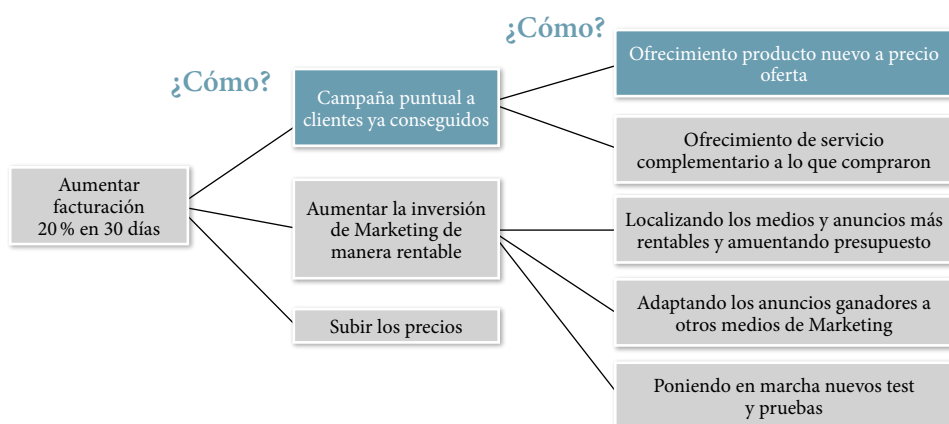 ¿Cómo?
¿Cómo?
Ofrecimiento producto nuevo a precio
oferta
Campaña puntual a
clientes ya conseguidos
Ofrecimiento de servicio
complementario a lo que compraron
Aumentar
facturación
20 % en 30 días
Aumentar la inversión
de Marketing de
manera rentable
Localizando los medios y anuncios más
rentables y amuentando presupuesto
Subir los precios
Adaptando los anuncios ganadores a
otros medios de Marketing
Poniendo en marcha nuevos test
y pruebas